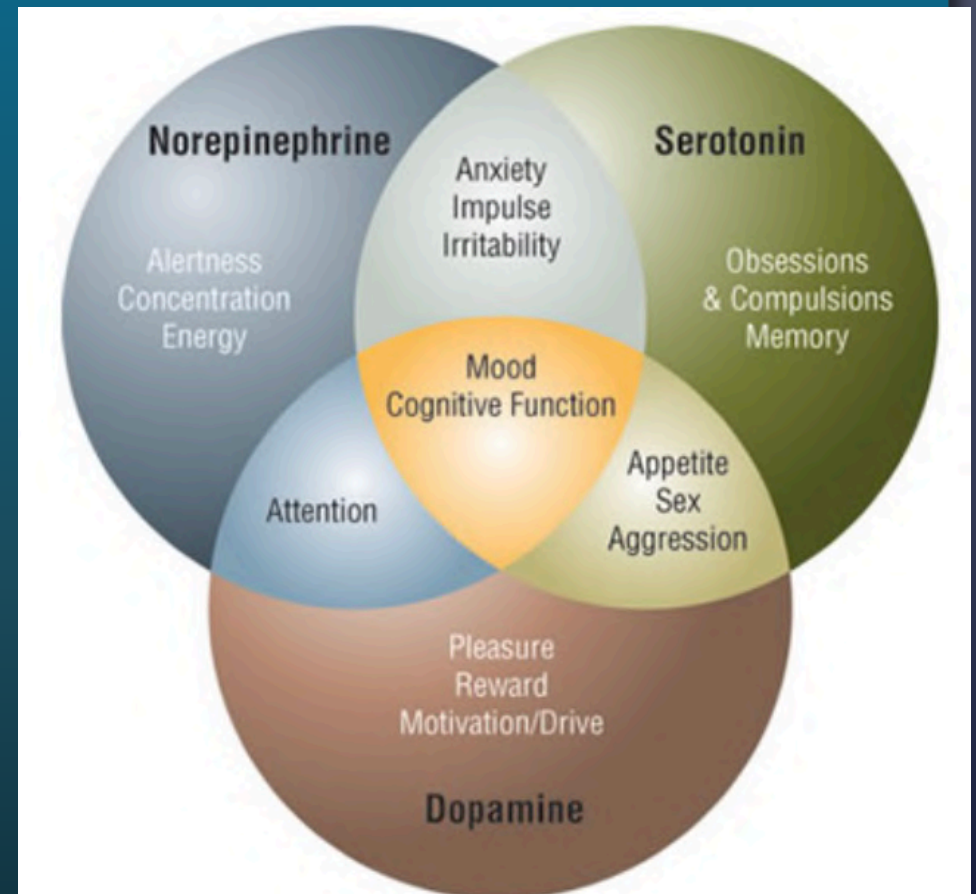 Norepinephrine
Serotonin
Anxiety
Impulse
Irritability
Alertness
Concentration
Energy
Obsessions
& Compulsions
Memory
Mood
Cognitive Function
Attention
Appetite
Sex
Aggression
Pleasure
Reward
Motivation/Drive
Dopamine